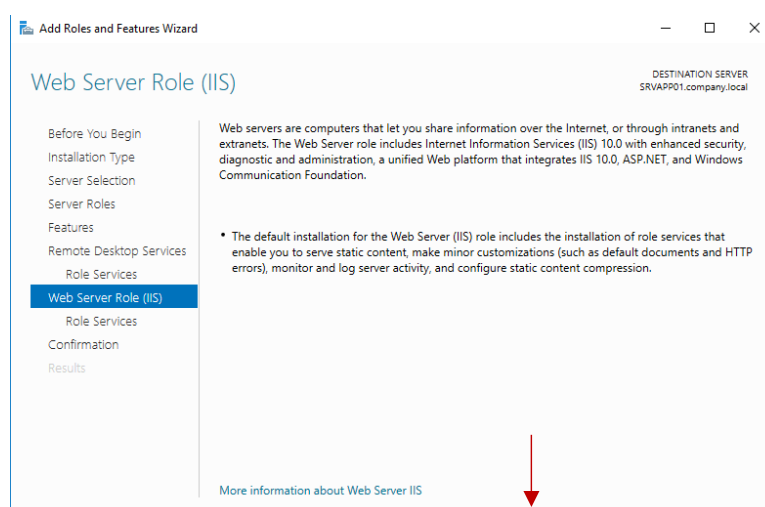 Add Roles and Features Wizard
Web Server Role (IIS)
DESTINATION SERVER
SRVAPP01.company.local
Before You Begin
Installation Type
Server Selection
Server Roles
Features
Remote Desktop Services
Role Services
Web Server Role (IIS)
Role Services
Confirmation
Results
Web servers are computers that let you share information over the Internet, or through intranets and
extranets. The Web Server role includes Internet Information Services (IIS) 10.0 with enhanced security,
diagnostic and administration, a unified Web platform that integrates IIS 10.0, ASP.NET, and Windows
Communication Foundation.
• The default installation for the Web Server (IIS) role includes the installation of role services that
enable you to serve static content, make minor customizations (such as default documents and HTTP
errors), monitor and log server activity, and configure static content compression.
More information about Web Server IIS